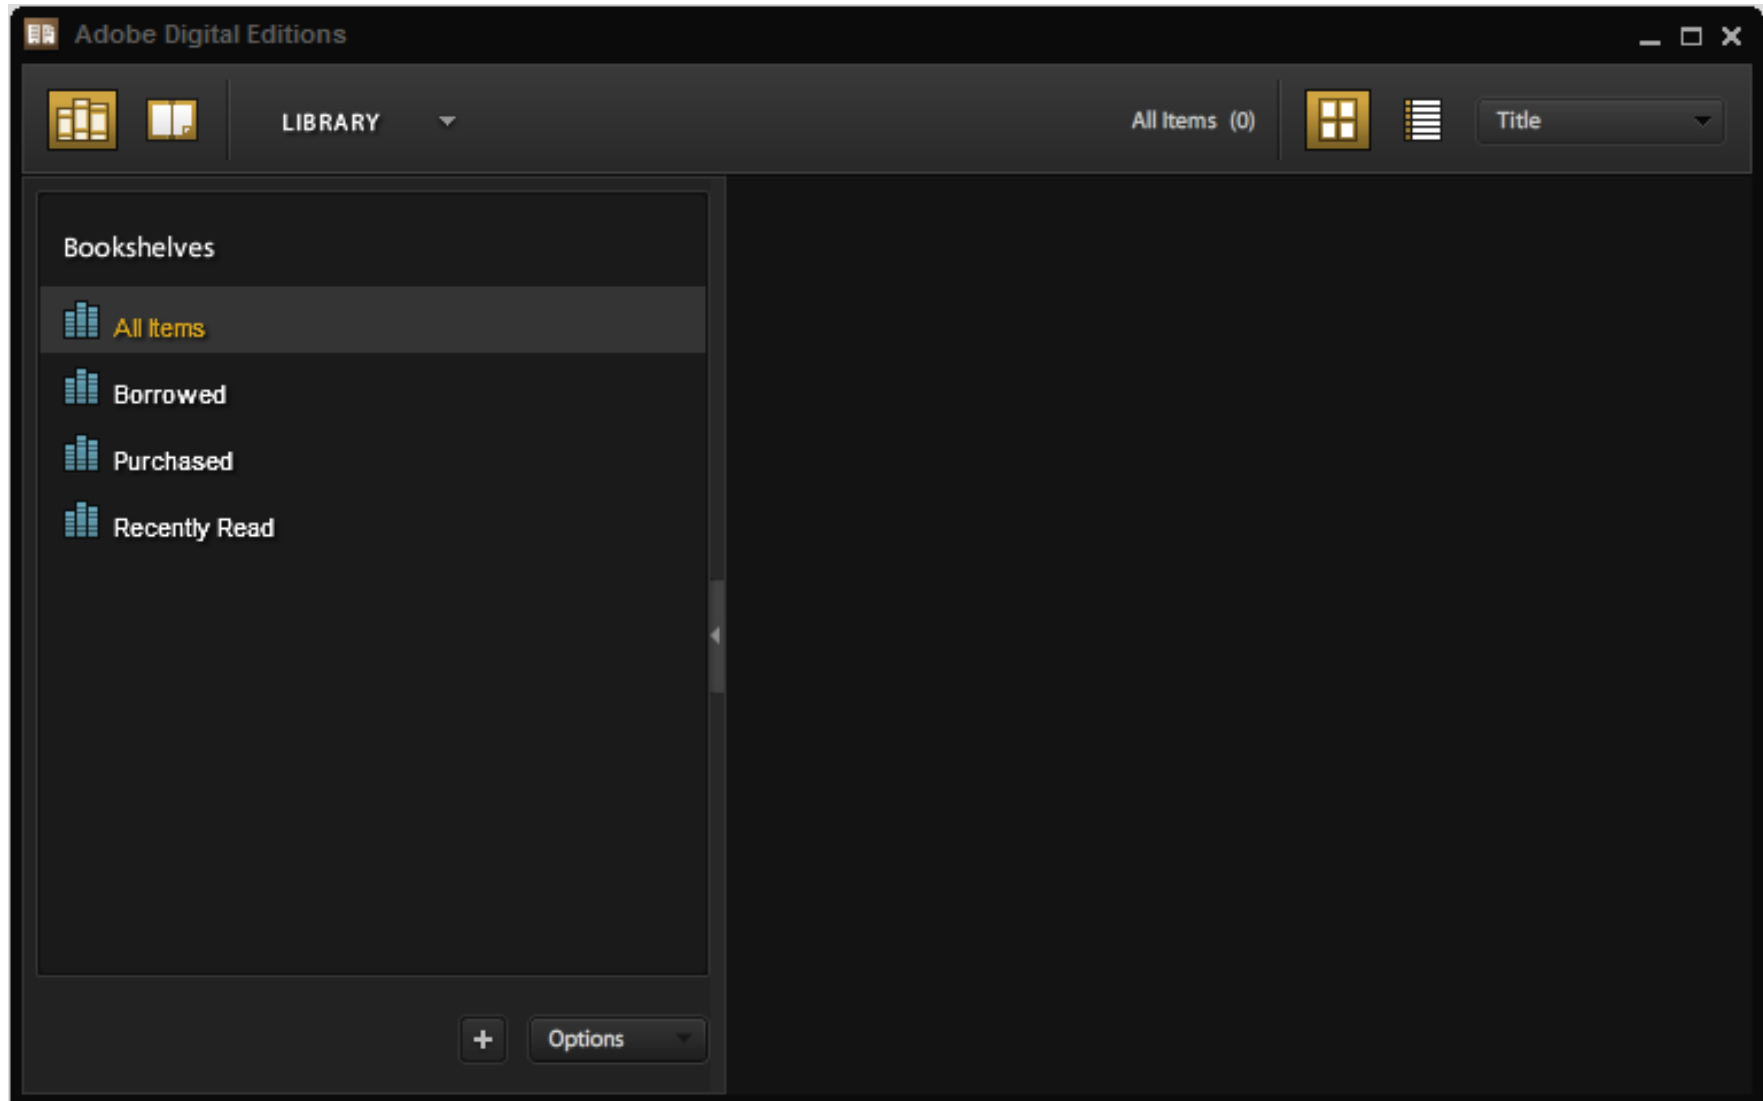 Adobe Digital Editions
LIBRARY
All Items (0)
Title
Bookshelves
All Items
Borrowed
Purchased
Recently Read
+
Options